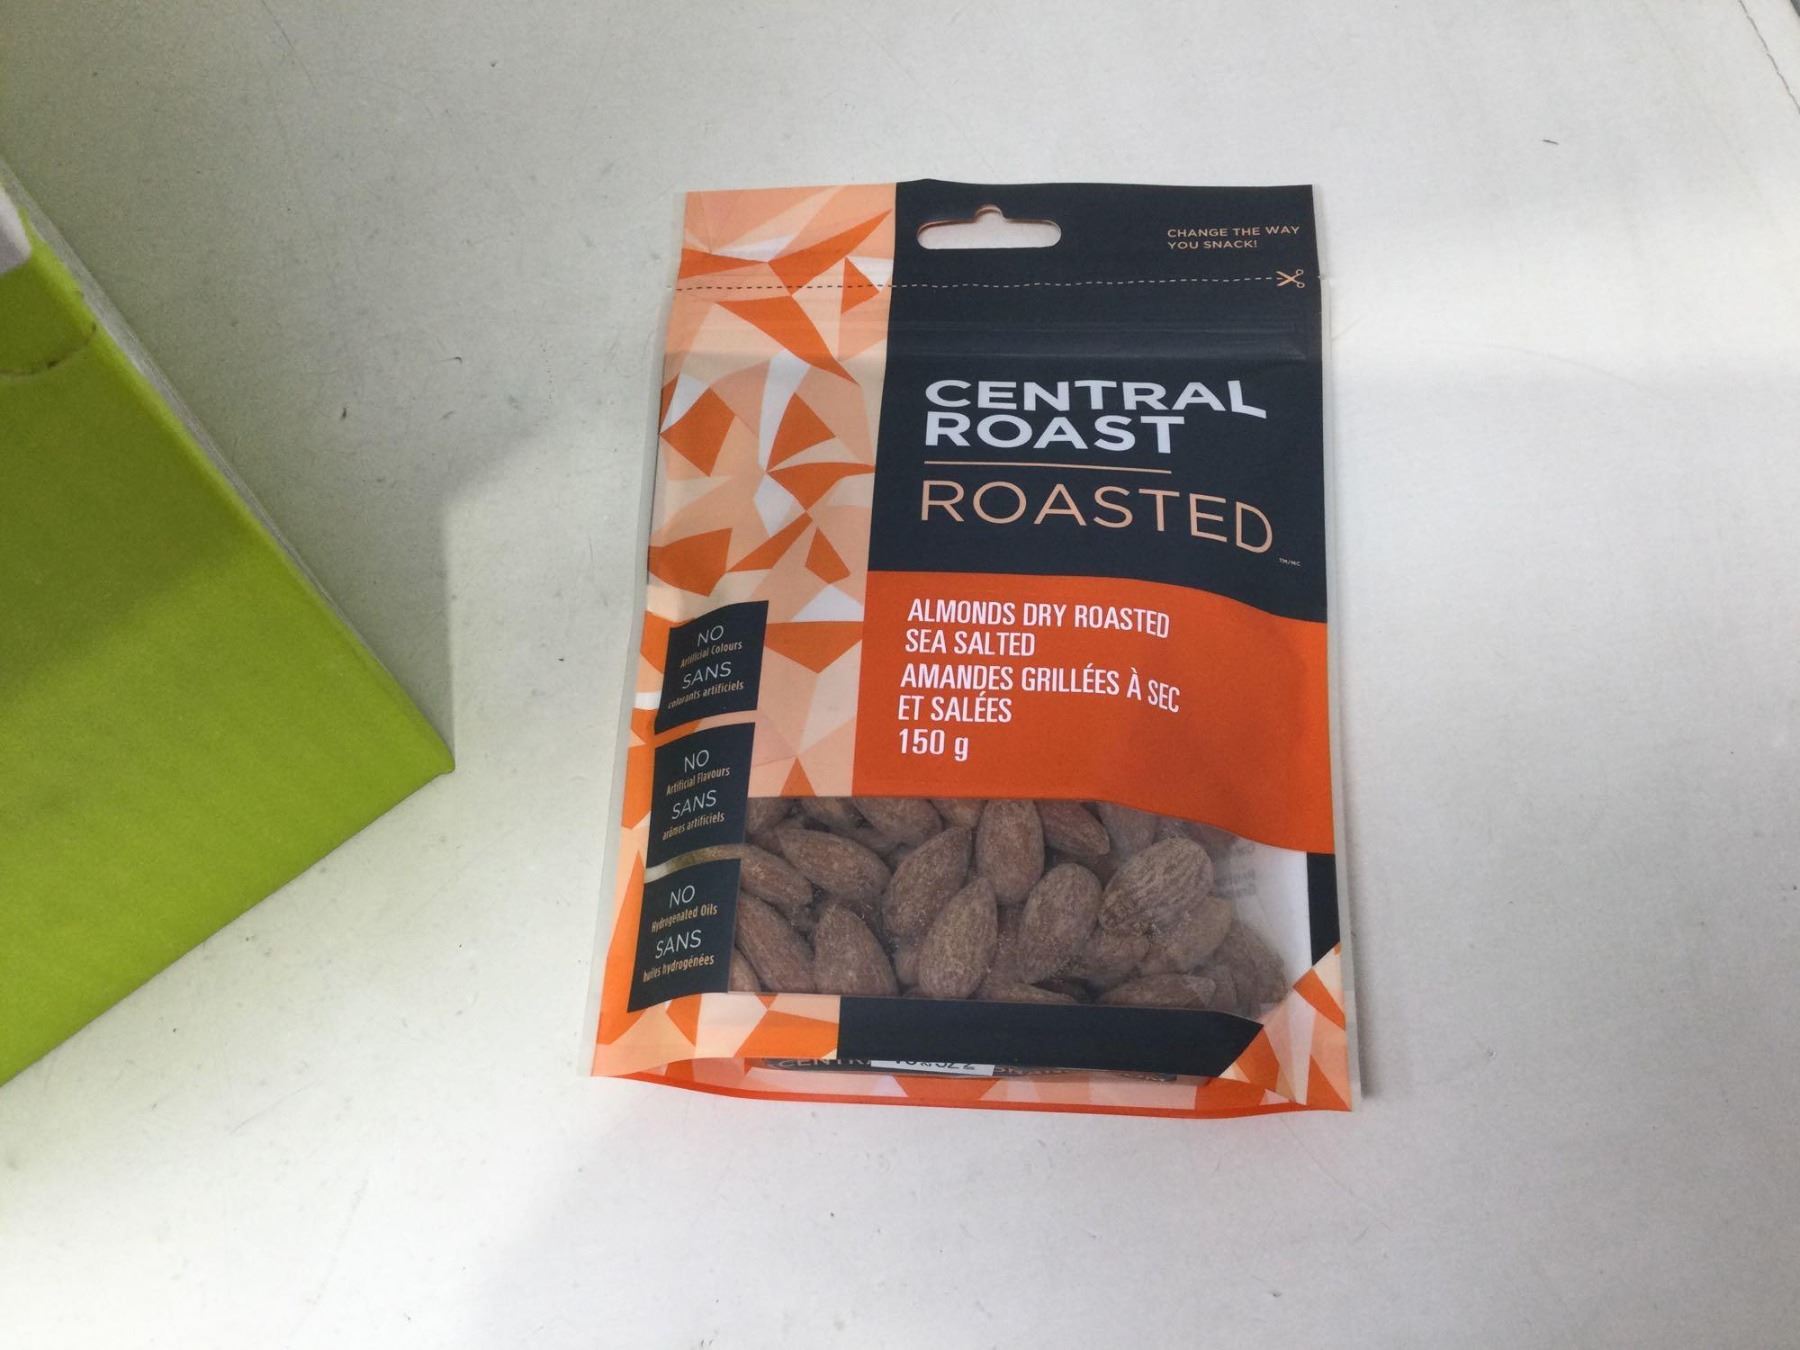 CHANGE THE WAY
YOU SNACK!
CENTRAL
ROAST
ROASTED
TM/MC
ALMONDS DRY ROASTED
SEA SALTED
AMANDES GRILLÉES À SEC
ET SALÉES
150 g
NO
Artificial Colours
SANS
colorants artificiels
NO
Artificial Flavours
SANS
arômes artificiels
NO
Hydrogenated Oils
SANS
huiles hydrogénées